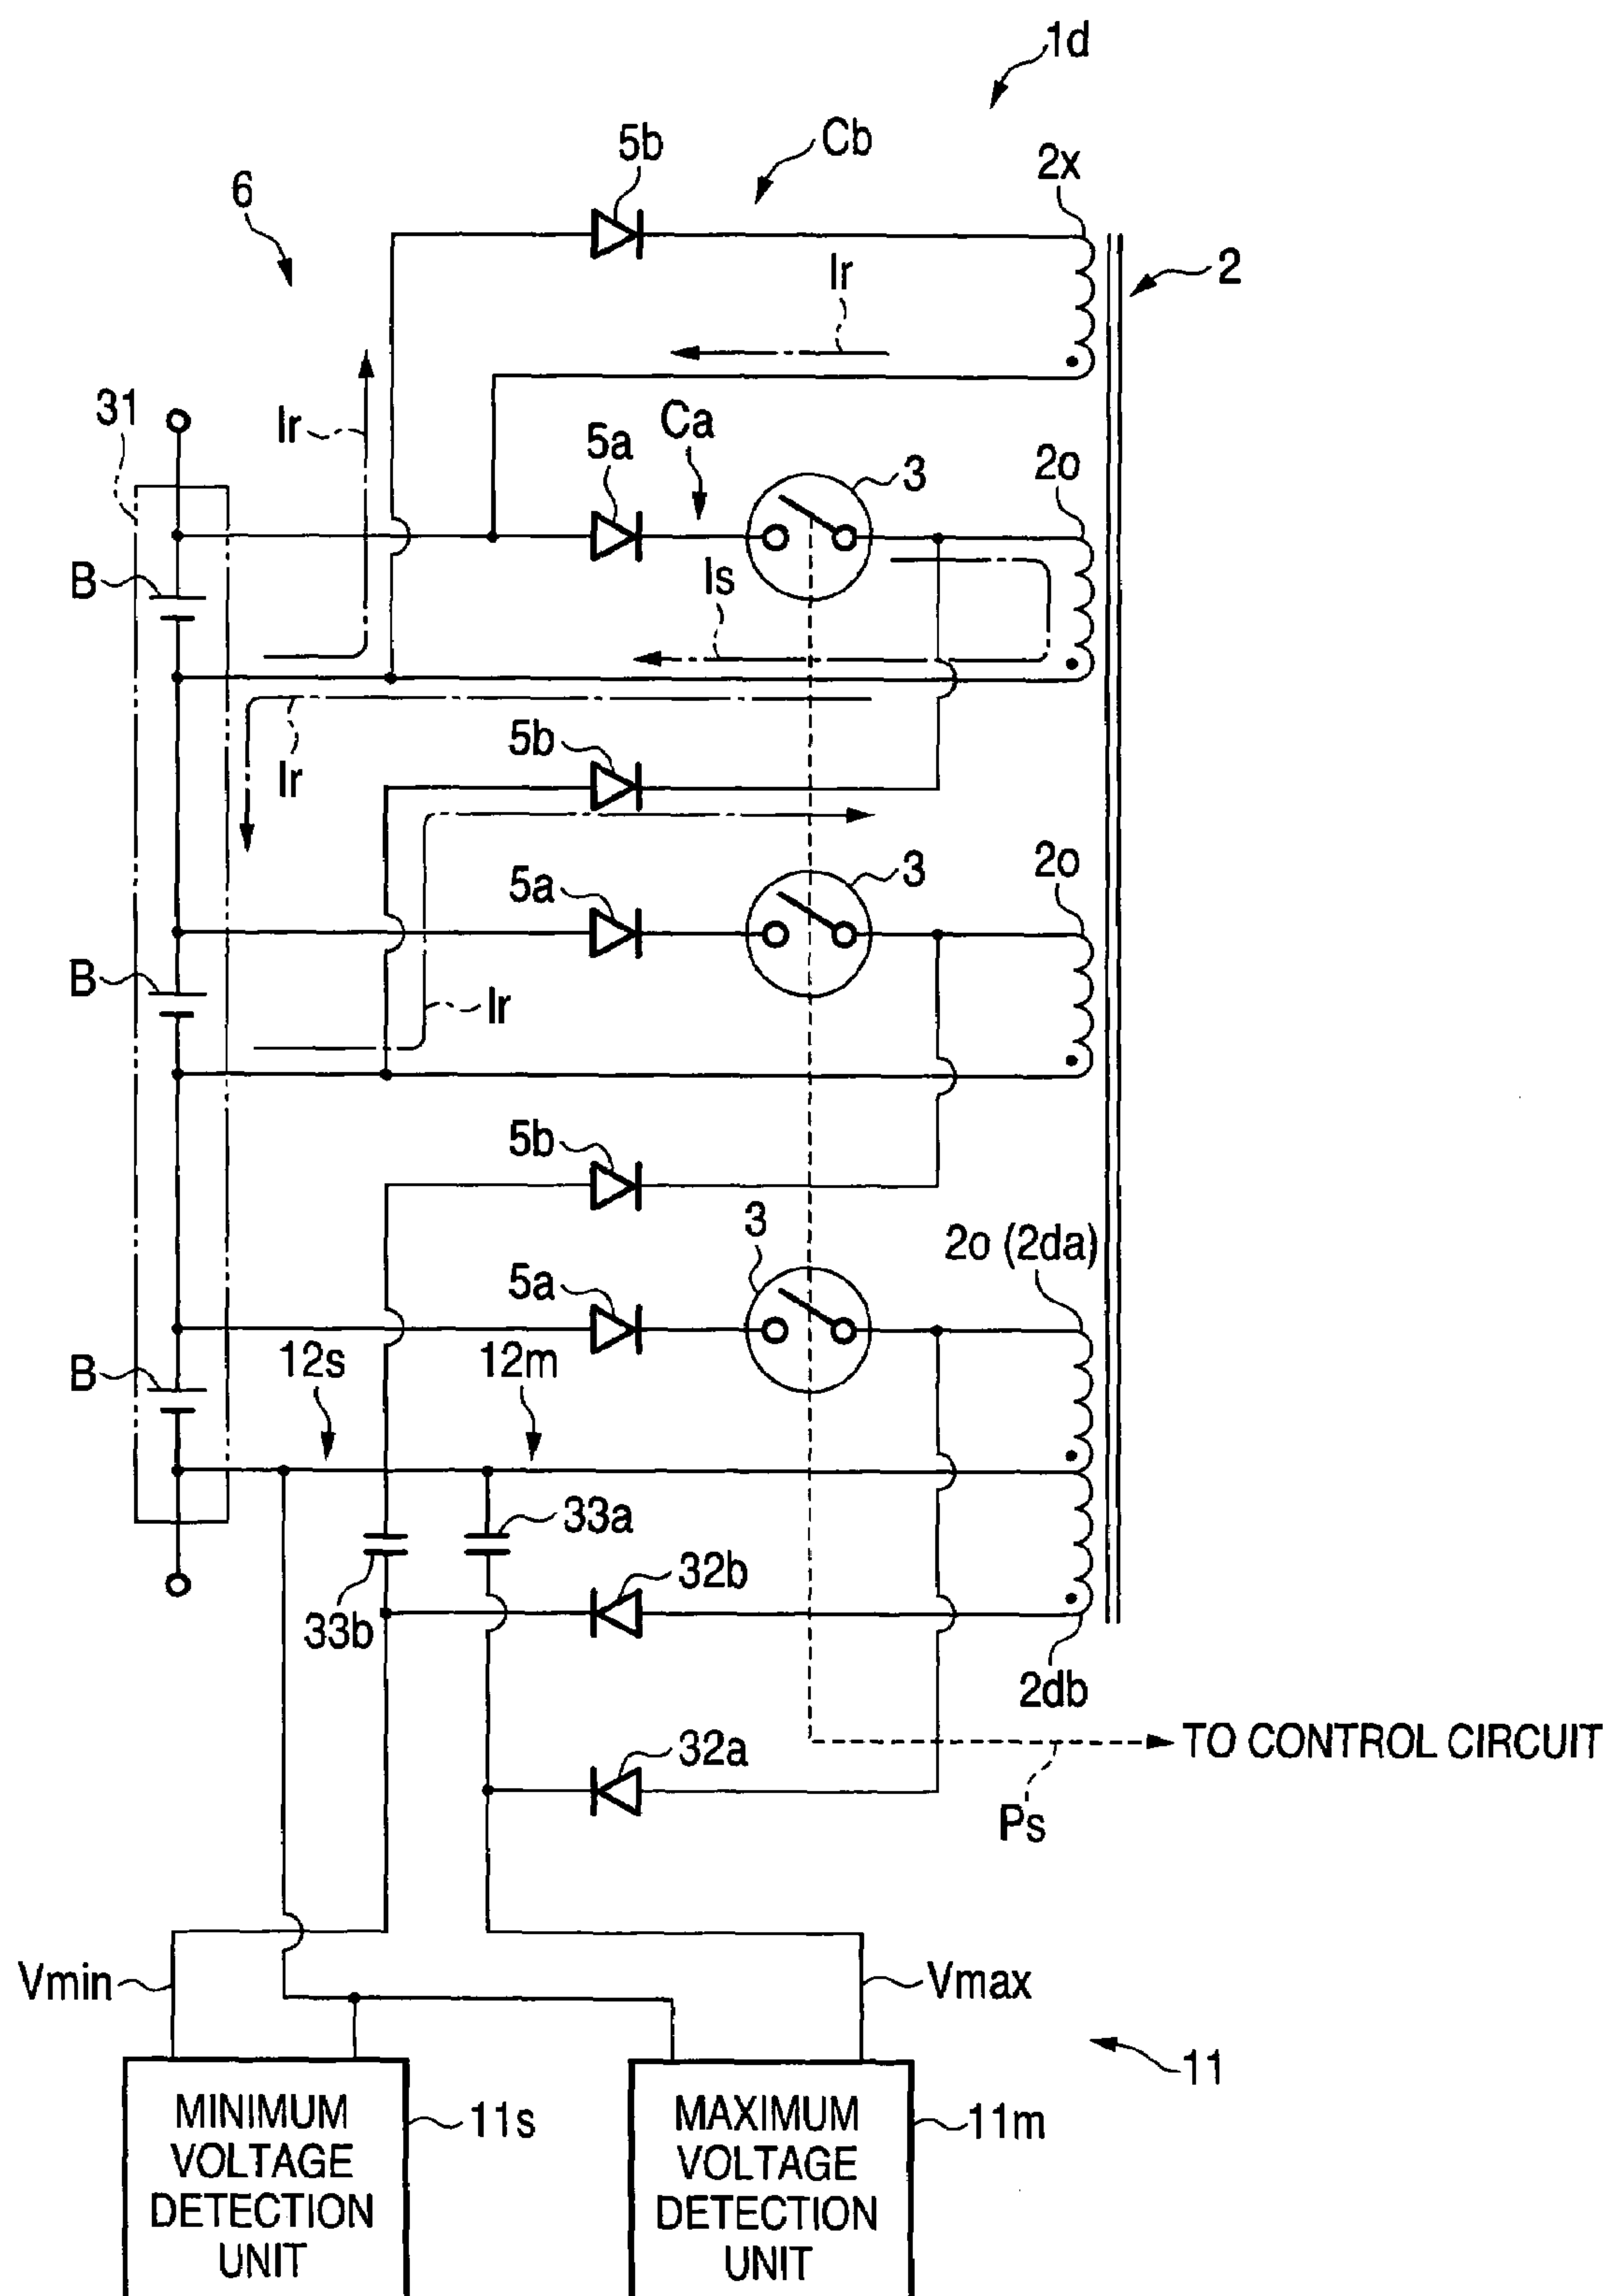 1d
5b
Cb
2x
6
2
Ir
31
Ir
Ca
5a
3
2o
B
Is
Ir
5b
5a
3
2o
B
Ir
5b
3
2o (2da)
5a
12s
12m
B
33a
32b
33b
2db
TO CONTROL CIRCUIT
32a
Ps
Vmin
Vmax
11
MINIMUM
VOLTAGE
DETECTION
UNIT
11s
MAXIMUM
VOLTAGE
DETECTION
UNIT
11m